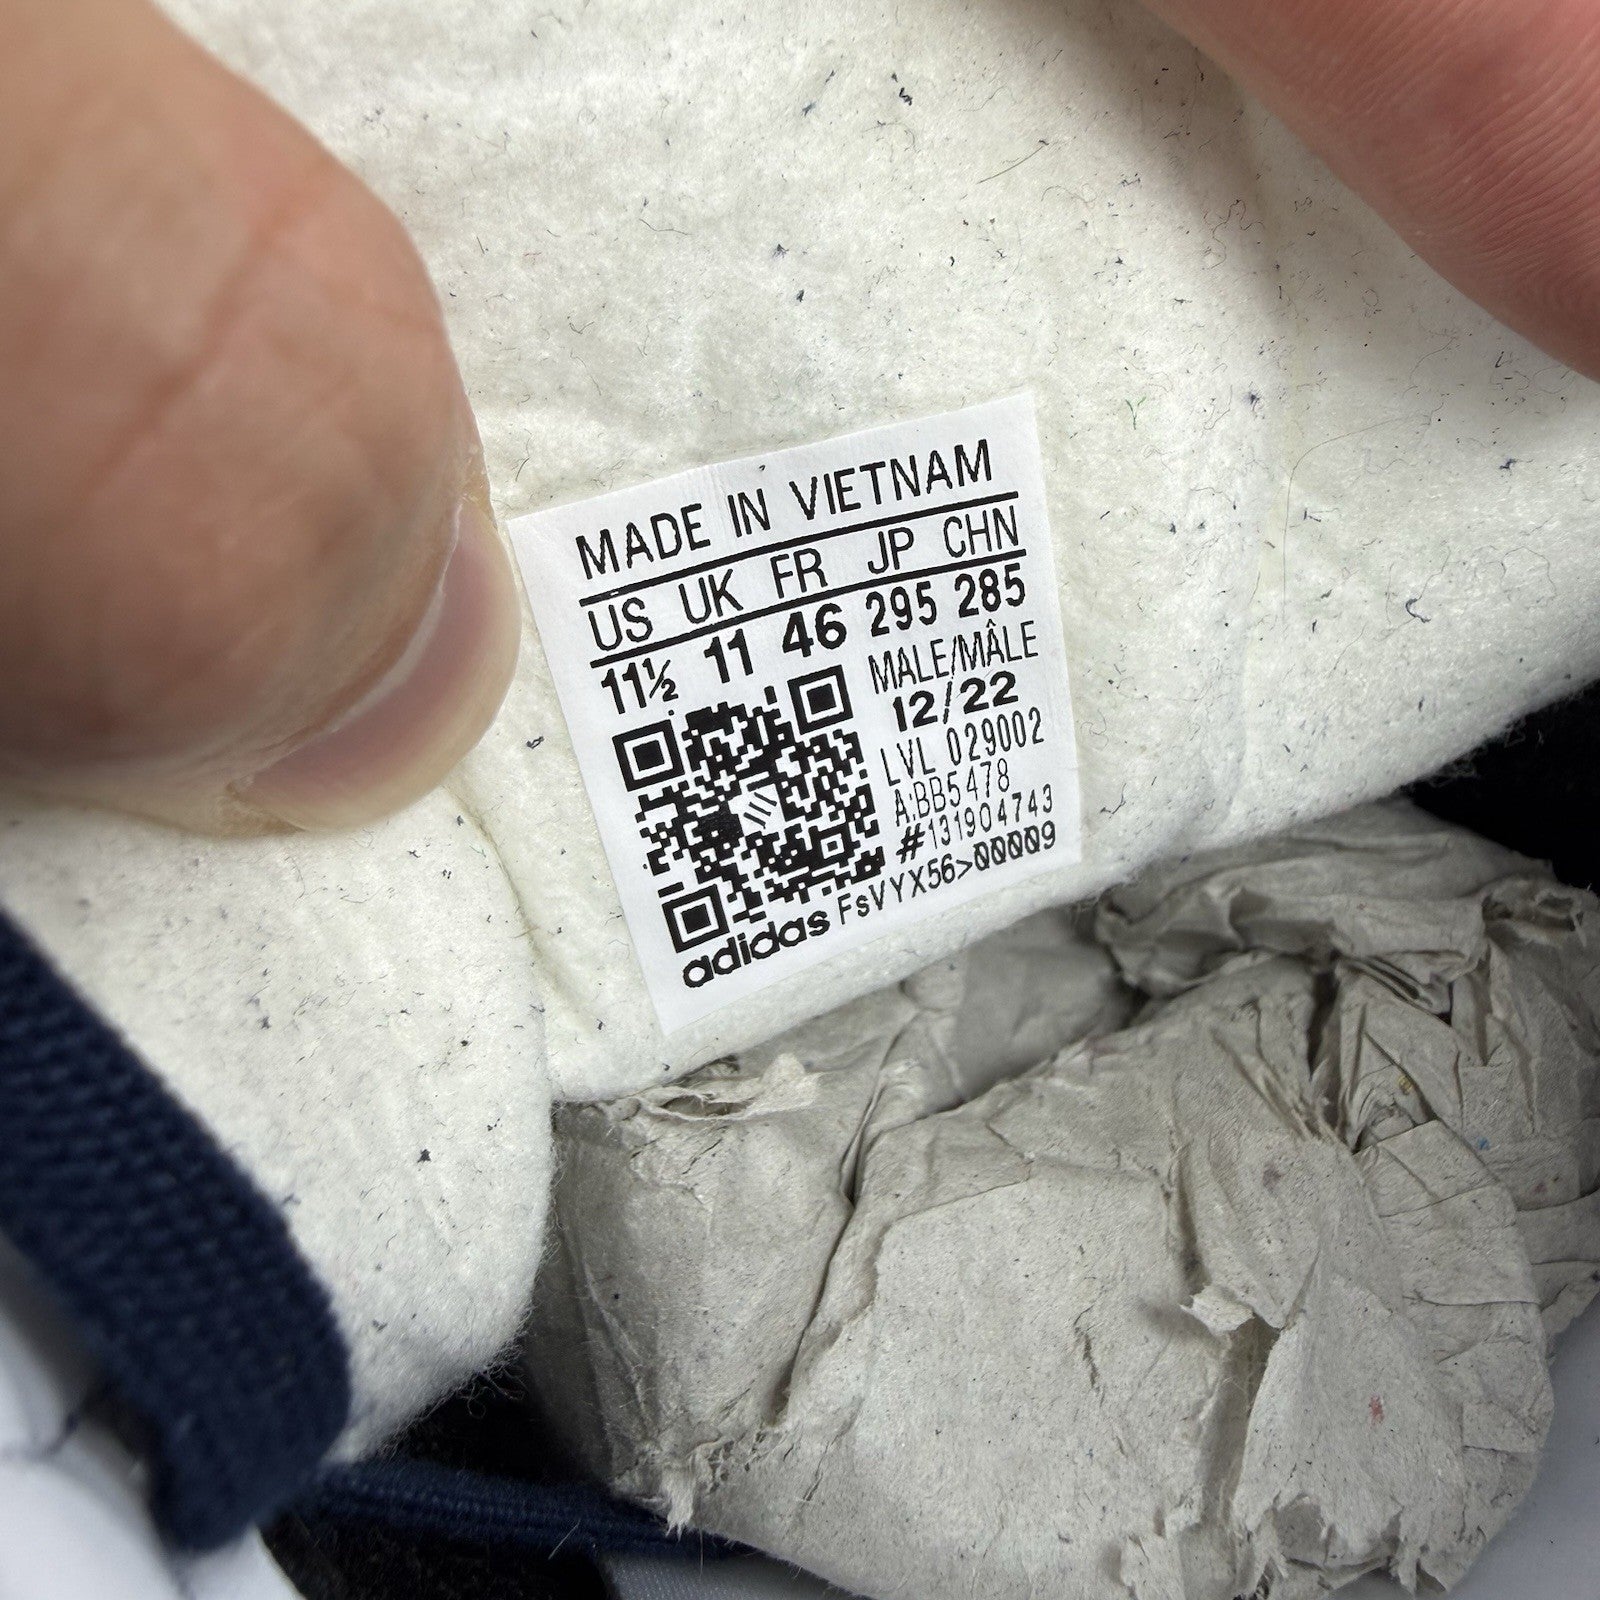 MADE IN VIETNAM
US UK FR JP CHN
11½ 11 46 295 285
MALE/MÂLE
12/22
LVL 029002
A:BB5478
#131904743
adidas FsVYX56>00009